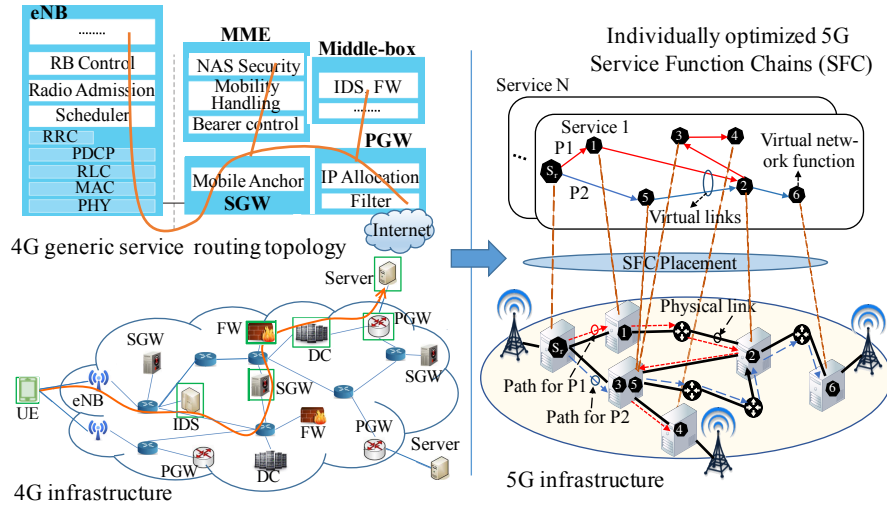 eNB
........
RB Control
Radio Admission
Scheduler
RRC
PDCP
RLC
MAC
PHY
MME
NAS Security
Mobility
Handling
Bearer control
Mobile Anchor
SGW
Middle-box
IDS, FW
........
PGW
IP Allocation
Filter
Internet
4G generic service routing topology
Server
FW
DC
PGW
SGW
SGW
SGW
eNB
UE
IDS
FW
PGW
DC
PGW
Server
4G infrastructure
Individually optimized 5G
Service Function Chains (SFC)
Service N
...
Service 1
P1
P2
Sr
1
3
4
2
5
6
Virtual net-
work function
Virtual links
SFC Placement
Physical link
Sr
1
2
3
5
4
6
Path for P1
Path for P2
5G infrastructure